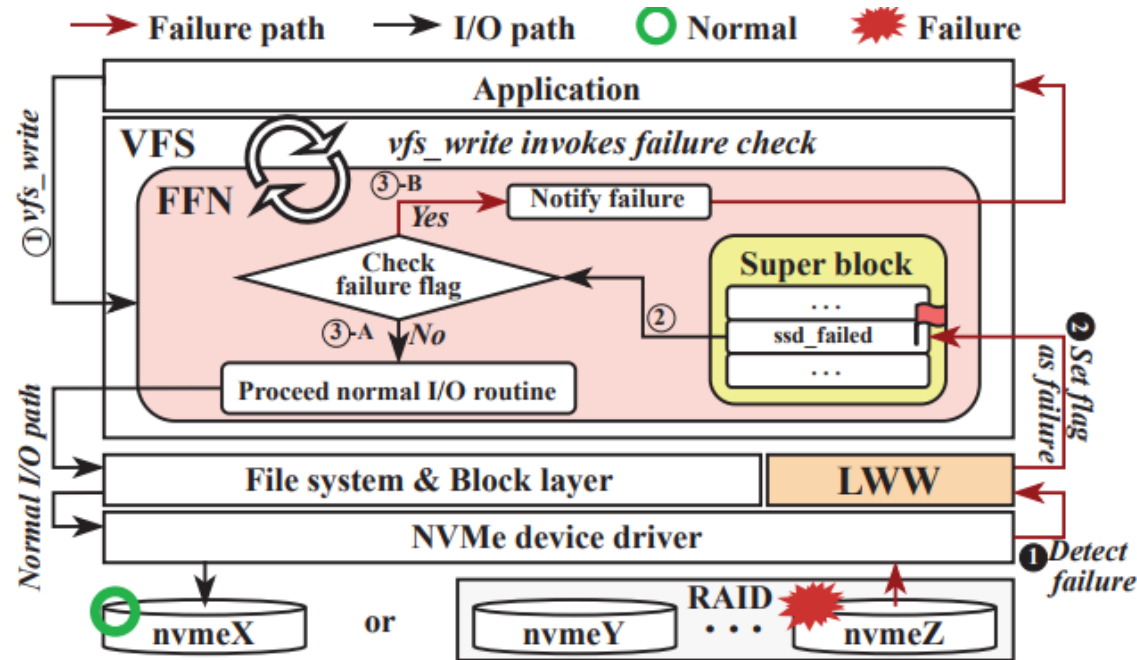 Failure path
I/O path
Normal
Failure
Application
① vfs_write
VFS
vfs_write invokes failure check
FFN
③-B
Yes
Notify failure
Check
failure flag
Super block
. . .
ssd_failed
. . .
②
③-A
No
Proceed normal I/O routine
❷ Set flag
as failure
Normal I/O path
File system & Block layer
LWW
NVMe device driver
❶ Detect
failure
nvmeX
or
RAID
nvmeY
. . .
nvmeZ